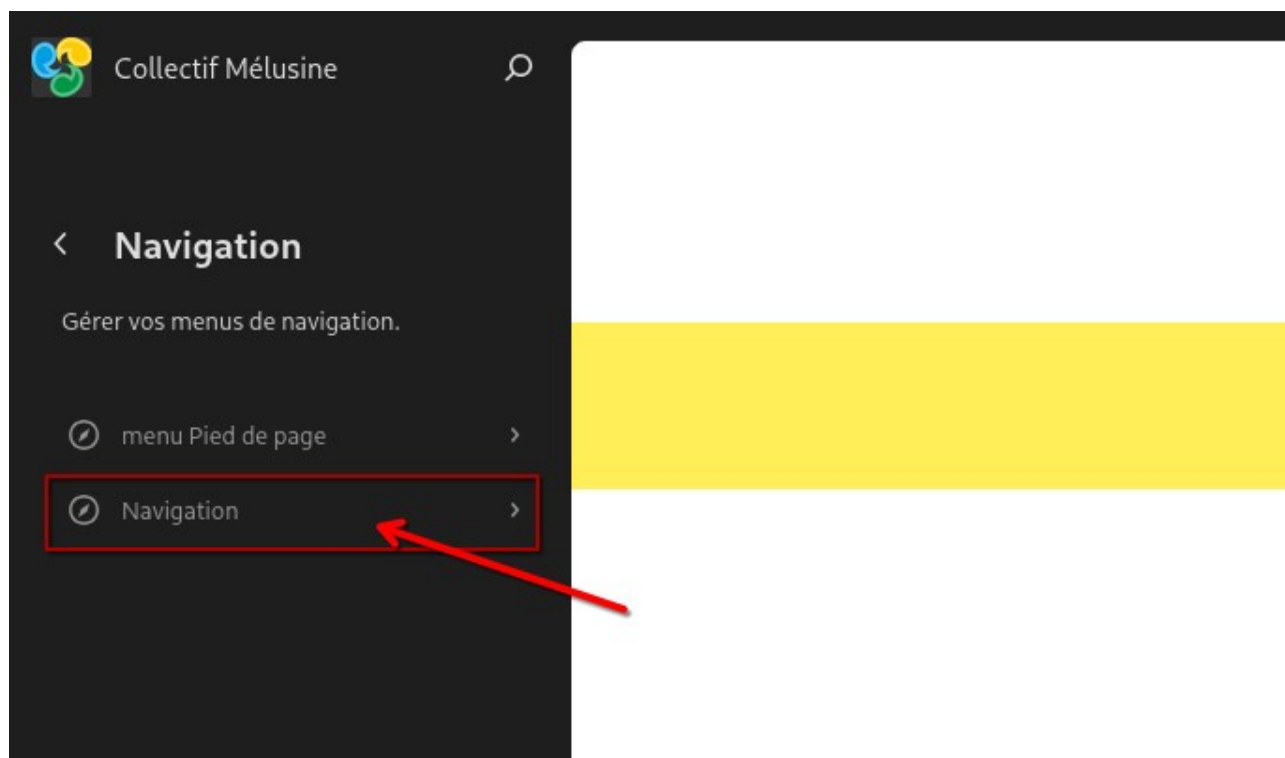 Collectif Mélusine
Navigation
Gérer vos menus de navigation.
menu Pied de page
Navigation